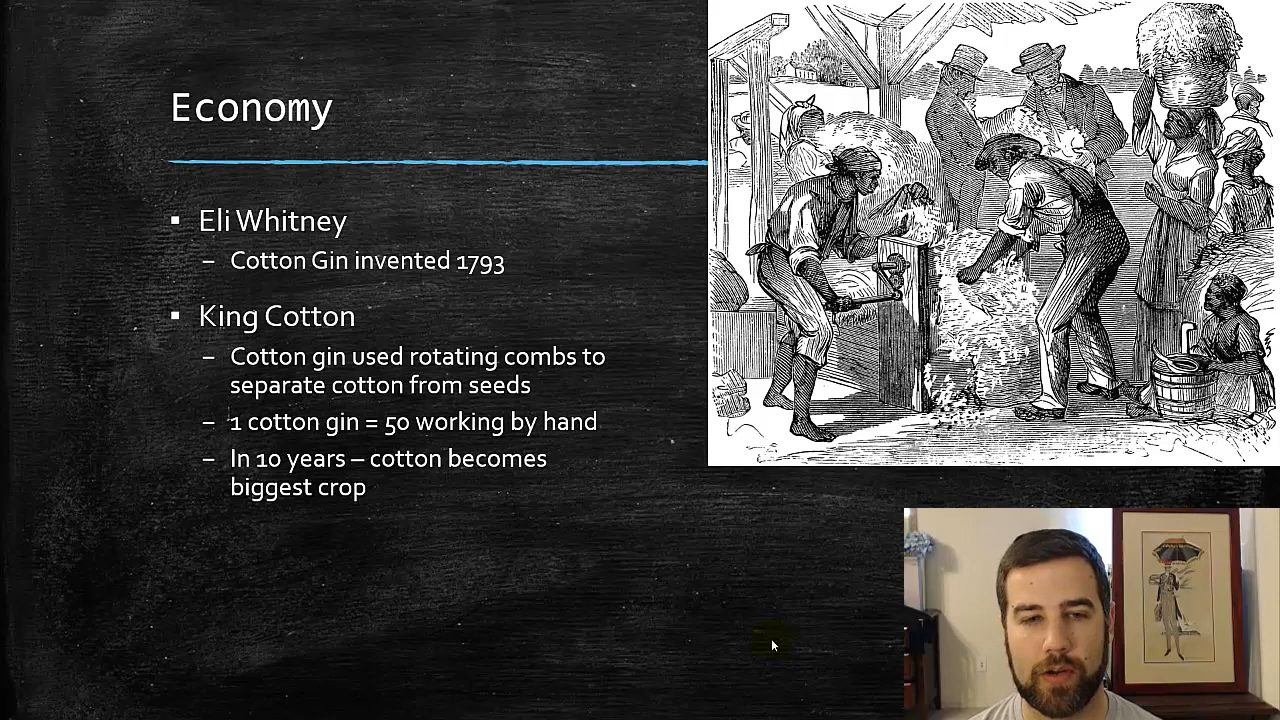 Economy
▪ Eli Whitney
– Cotton Gin invented 1793
▪ King Cotton
– Cotton gin used rotating combs to
separate cotton from seeds
– 1 cotton gin = 50 working by hand
– In 10 years – cotton becomes
biggest crop